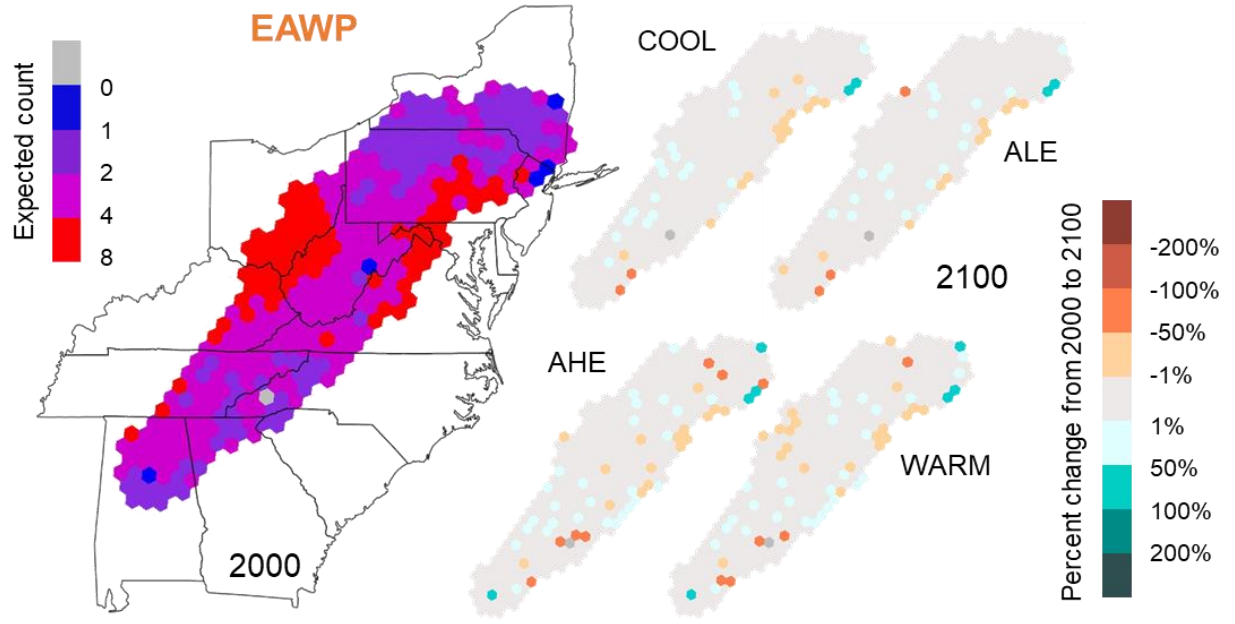 EAWP
Expected count
0
1
2
4
8
2000
COOL
ALE
2100
AHE
WARM
Percent change from 2000 to 2100
-200%
-100%
-50%
-1%
1%
50%
100%
200%